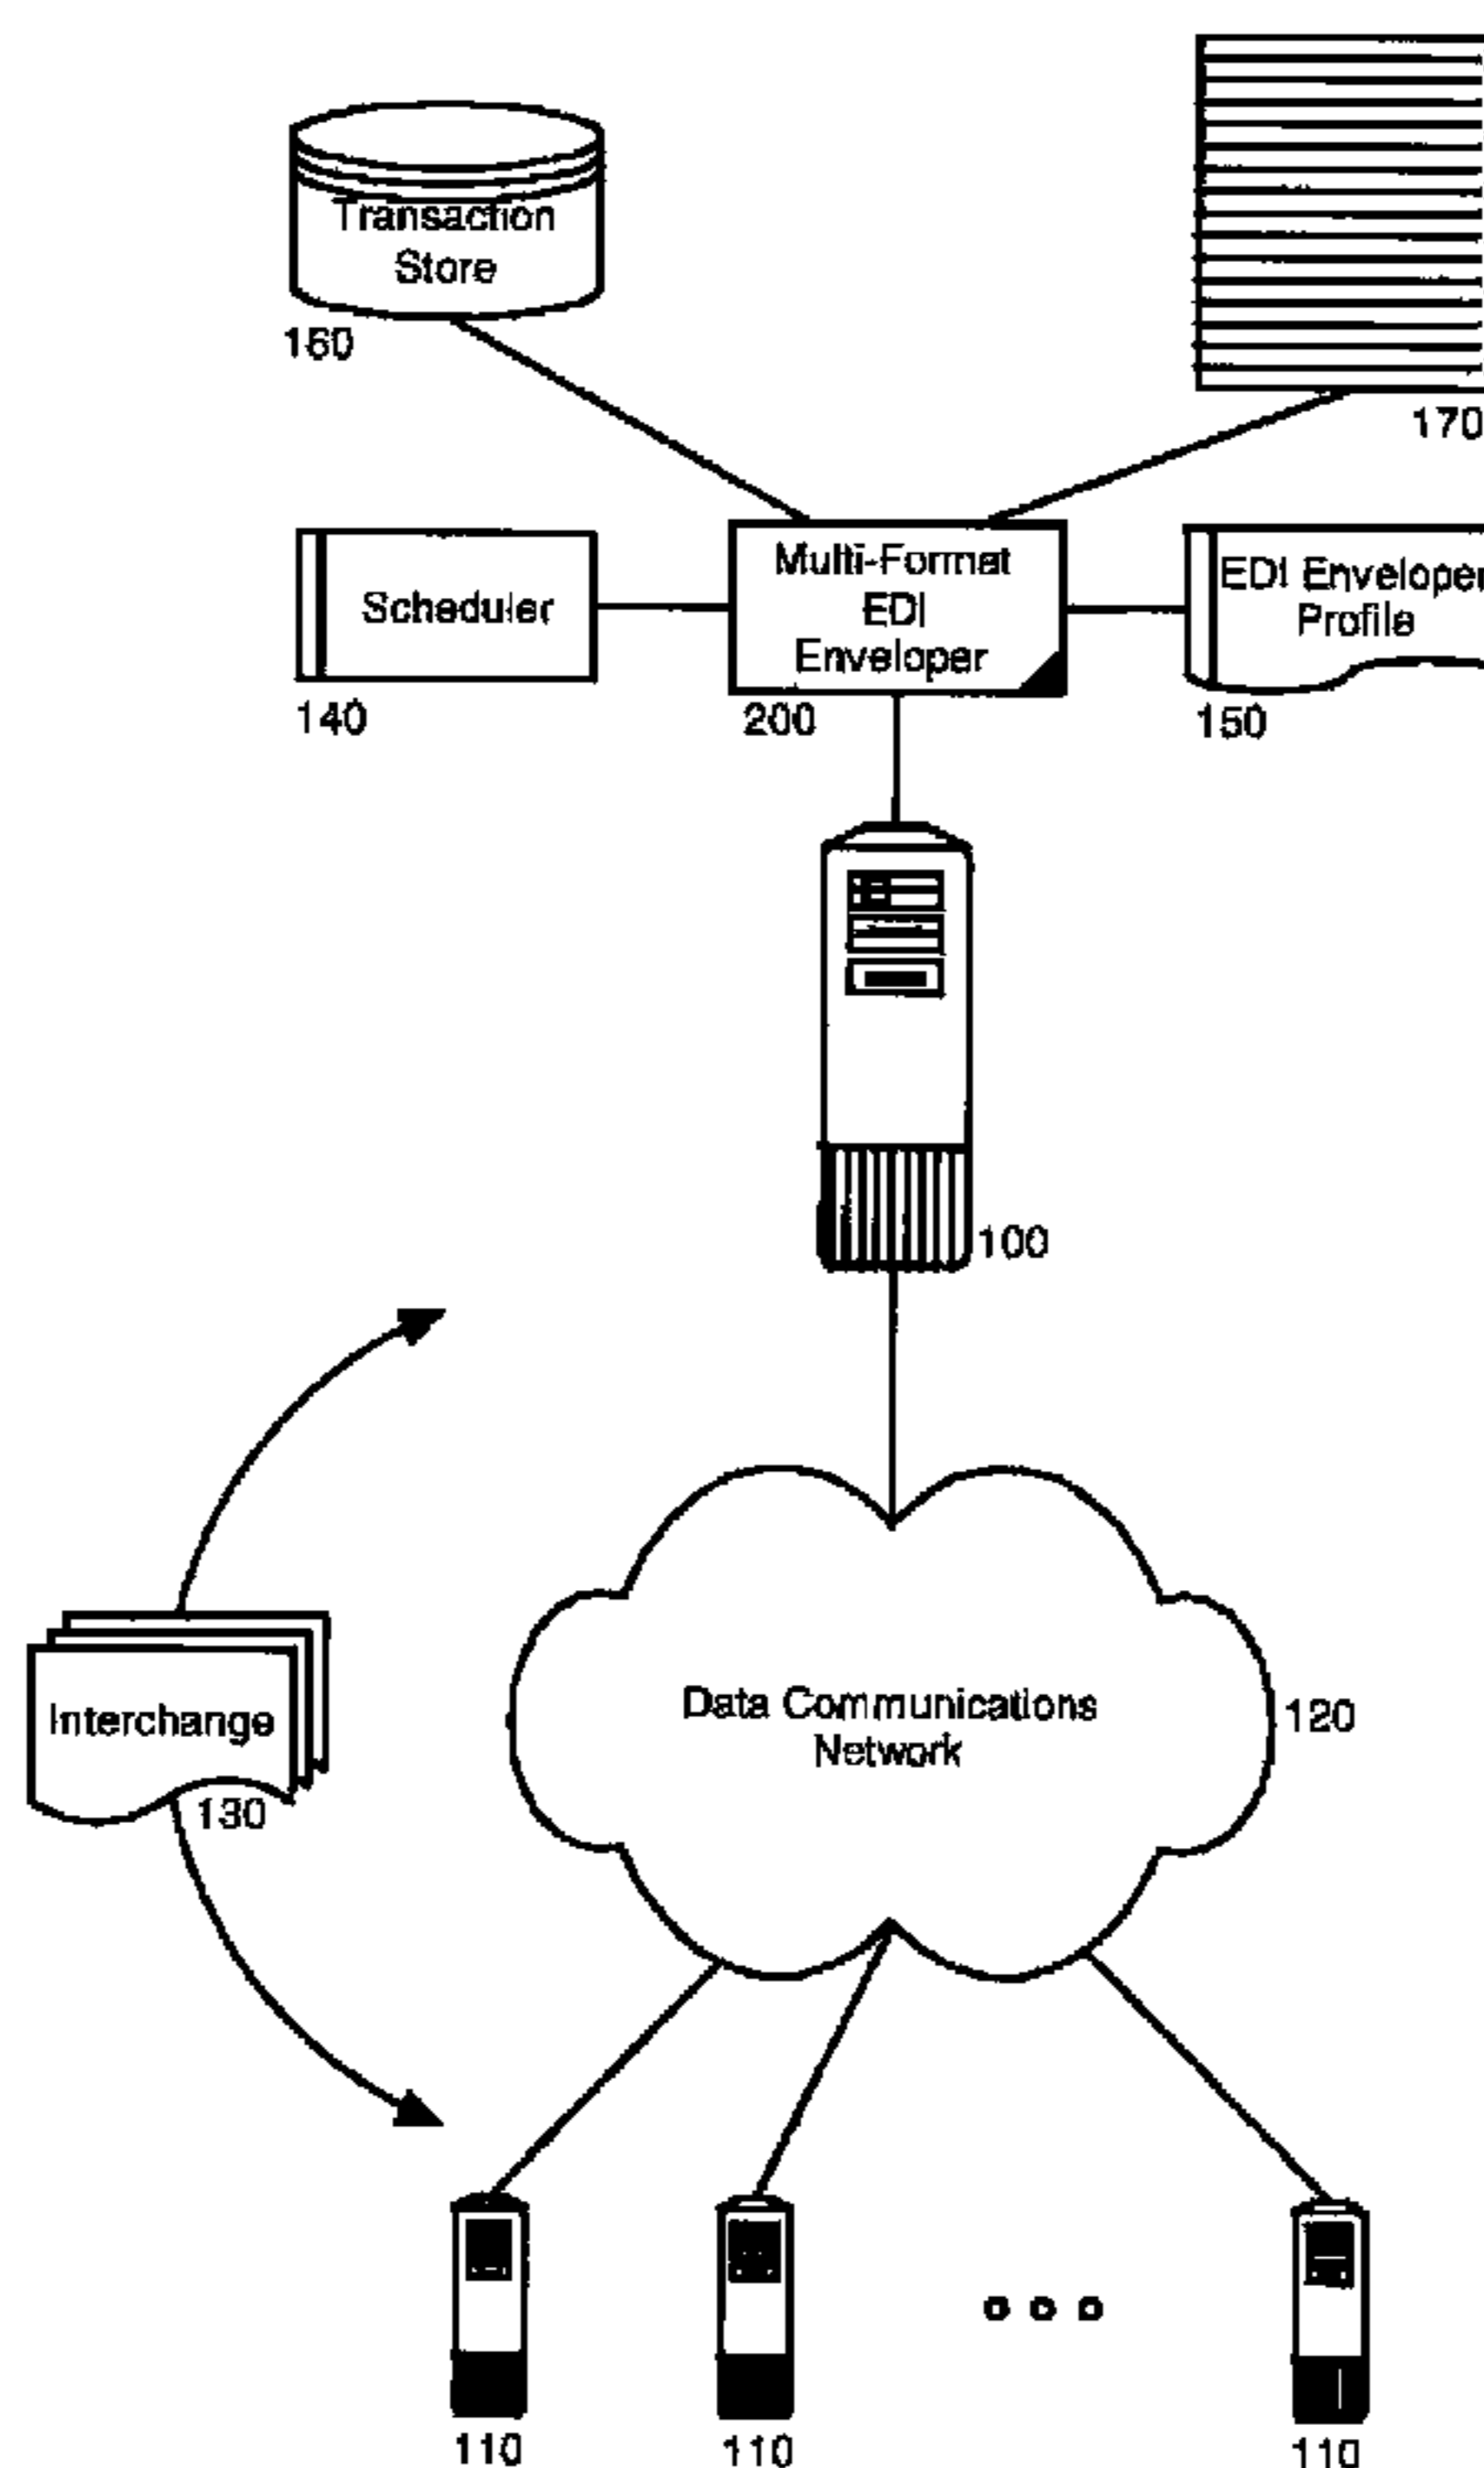 Transaction
Store
160
170
Scheduler
140
Multi-Format
EDI
Enveloper
200
EDI Enveloper
Profile
150
100
Interchange
130
Data Communications
Network
120
110
110
110